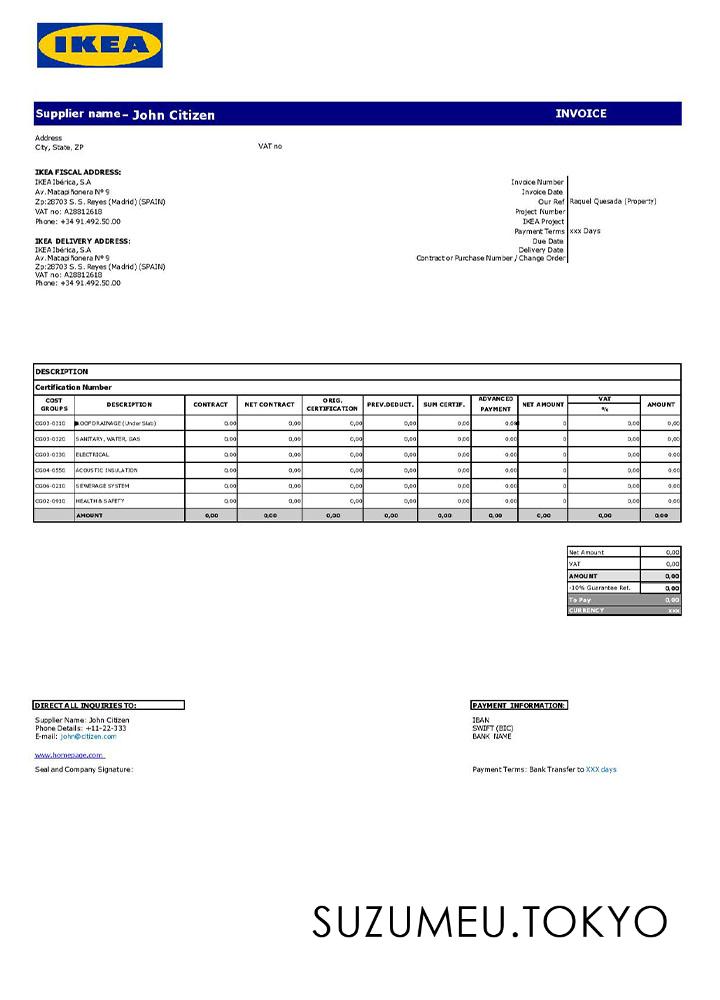 IKEA
Supplier name – John Citizen INVOICE
Address
City, State, ZP VAT no
IKEA FISCAL ADDRESS:
IKEA Ibérica, S.A
Av. Matapiñonera Nº 9
Zp:28703 S. S. Reyes (Madrid) (SPAIN)
VAT no: A28812618
Phone: +34 91.492.50.00
IKEA DELIVERY ADDRESS:
IKEA Ibérica, S.A
Av. Matapiñonera Nº 9
Zp:28703 S. S. Reyes (Madrid) (SPAIN)
VAT no: A28812618
Phone: +34 91.492.50.00
Invoice Number
Invoice Date
Our Ref Raquel Quesada (Property)
Project Number
IKEA Project
Payment Terms xxx Days
Due Date
Delivery Date
Contract or Purchase Number / Change Order
DESCRIPTION
Certification Number
COST GROUPS DESCRIPTION CONTRACT NET CONTRACT ORIG. CERTIFICATION PREV.DEDUCT. SUM CERTIF. ADVANCED PAYMENT NET AMOUNT VAT % AMOUNT
CG03-0310 ROOF DRAINAGE (Under Slab) 0,00 0,00 0,00 0,00 0,00 0,00 0 0,00 0,00
CG03-0320 SANITARY, WATER, GAS 0,00 0,00 0,00 0,00 0,00 0,00 0 0,00 0,00
CG03-0330 ELECTRICAL 0,00 0,00 0,00 0,00 0,00 0,00 0 0,00 0,00
CG04-0550 ACOUSTIC INSULATION 0,00 0,00 0,00 0,00 0,00 0,00 0 0,00 0,00
CG06-0210 SEWERAGE SYSTEM 0,00 0,00 0,00 0,00 0,00 0,00 0 0,00 0,00
CG02-0910 HEALTH & SAFETY 0,00 0,00 0,00 0,00 0,00 0,00 0 0,00 0,00
AMOUNT 0,00 0,00 0,00 0,00 0,00 0,00 0,00 0,00 0,00
Net Amount 0,00
VAT 0,00
AMOUNT 0,00
-10% Guarantee Ret. 0,00
To Pay 0,00
CURRENCY xxx
DIRECT ALL INQUIRIES TO:
Supplier Name: John Citizen
Phone Details: +11-22-333
E-mail: john@citizen.com
www.homepage.com
Seal and Company Signature:
PAYMENT INFORMATION:
IBAN
SWIFT (BIC)
BANK NAME
Payment Terms: Bank Transfer to XXX days
SUZUMEU.TOKYO